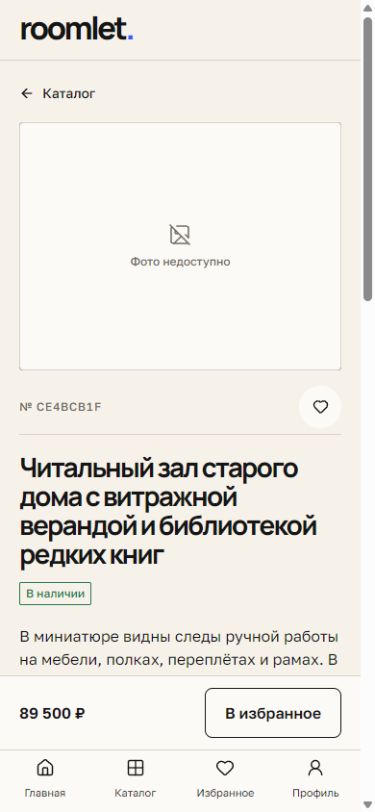 roomlet.
Каталог
Фото недоступно
№ CE4BCB1F
Читальный зал старого
дома с витражной
верандой и библиотекой
редких книг
В наличии
В миниатюре видны следы ручной работы
на мебели, полках, переплётах и рамах. В
89 500 ₽
В избранное
Главная
Каталог
Избранное
Профиль